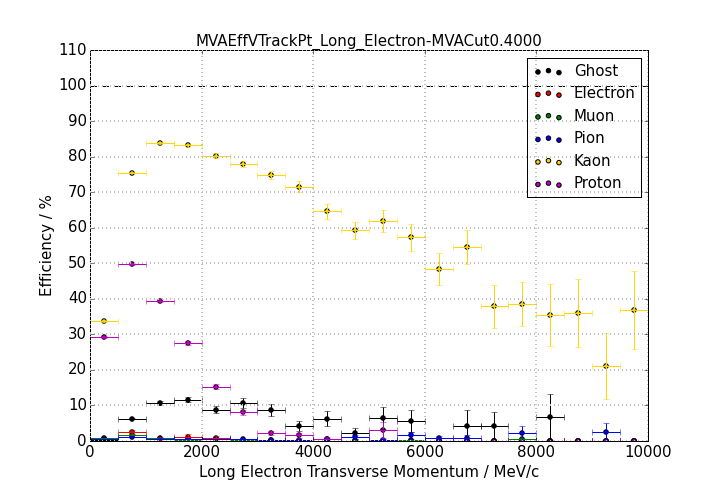 MVAEffVTrackPt_Long_Electron-MVACut0.4000
110
100
90
80
70
60
50
40
30
20
10
0
Efficiency / %
Ghost
Electron
Muon
Pion
Kaon
Proton
0 2000 4000 6000 8000 10000
Long Electron Transverse Momentum / MeV/c